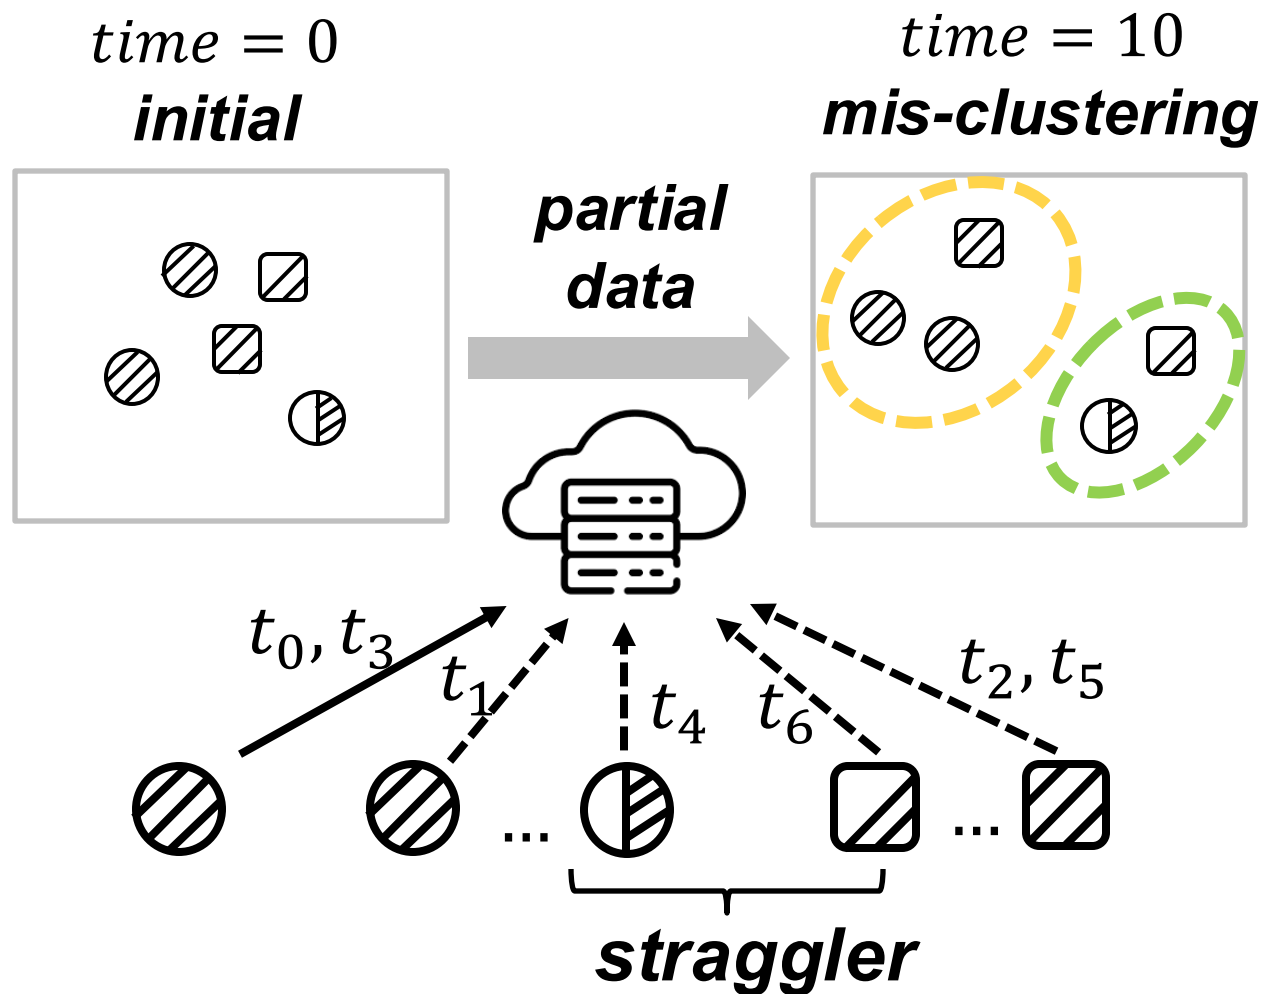 time = 0
initial
time = 10
mis-clustering
partial
data
t₀, t₃
t₁
t₄
t₆
t₂, t₅
...
...
straggler